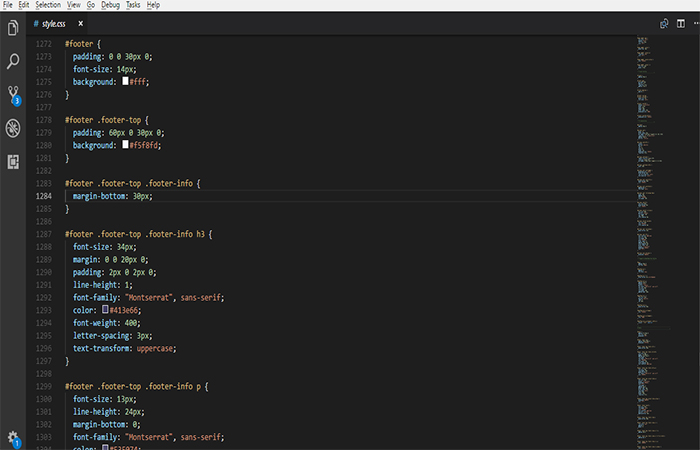 File Edit Selection View Go Debug Tasks Help
# style.css ×
1272 #footer {
1273 padding: 0 0 30px 0;
1274 font-size: 14px;
1275 background: #fff;
1276 }
1277
1278 #footer .footer-top {
1279 padding: 60px 0 30px 0;
1280 background: #f5f8fd;
1281 }
1282
1283 #footer .footer-top .footer-info {
1284 margin-bottom: 30px;
1285 }
1286
1287 #footer .footer-top .footer-info h3 {
1288 font-size: 34px;
1289 margin: 0 0 20px 0;
1290 padding: 2px 0 2px 0;
1291 line-height: 1;
1292 font-family: "Montserrat", sans-serif;
1293 color: #413e66;
1294 font-weight: 400;
1295 letter-spacing: 3px;
1296 text-transform: uppercase;
1297 }
1298
1299 #footer .footer-top .footer-info p {
1300 font-size: 13px;
1301 line-height: 24px;
1302 margin-bottom: 0;
1303 font-family: "Montserrat", sans-serif;
color:
3
1